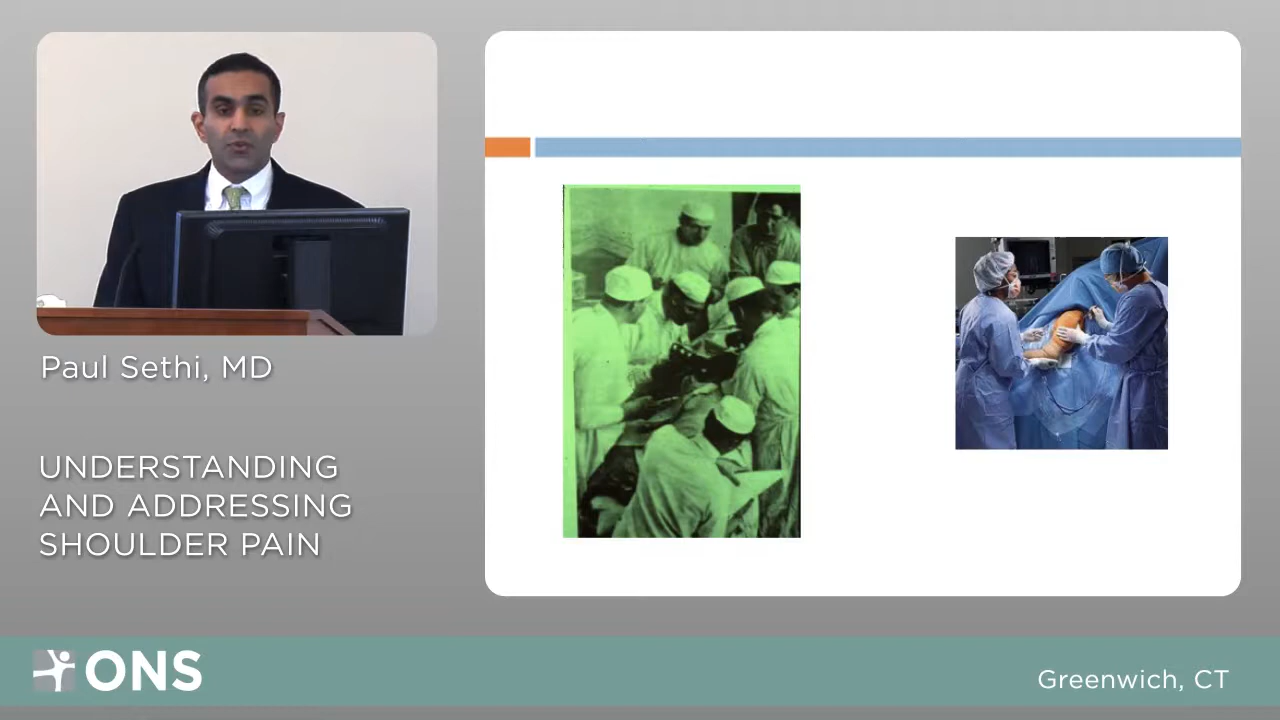 Paul Sethi, MD
UNDERSTANDING
AND ADDRESSING
SHOULDER PAIN
ONS
Greenwich, CT